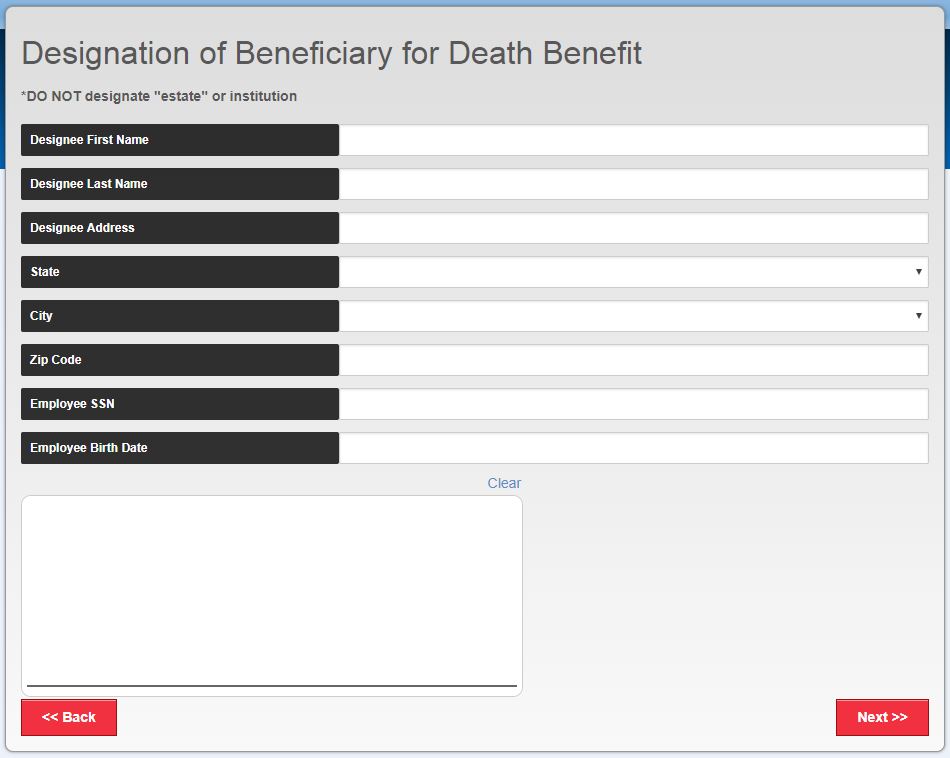 Designation of Beneficiary for Death Benefit
*DO NOT designate "estate" or institution
Designee First Name
Designee Last Name
Designee Address
State
City
Zip Code
Employee SSN
Employee Birth Date
Clear
<< Back
Next >>